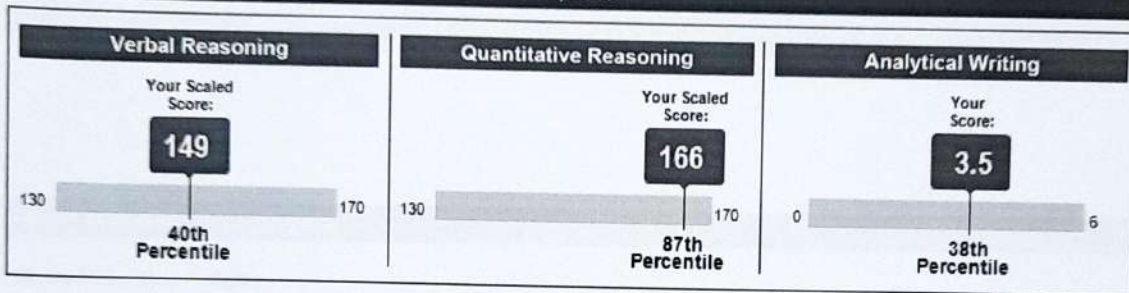 Verbal Reasoning
Your Scaled
Score:
149
130
170
40th
Percentile
Quantitative Reasoning
Your Scaled
Score:
166
130
170
87th
Percentile
Analytical Writing
Your
Score:
3.5
0
6
38th
Percentile